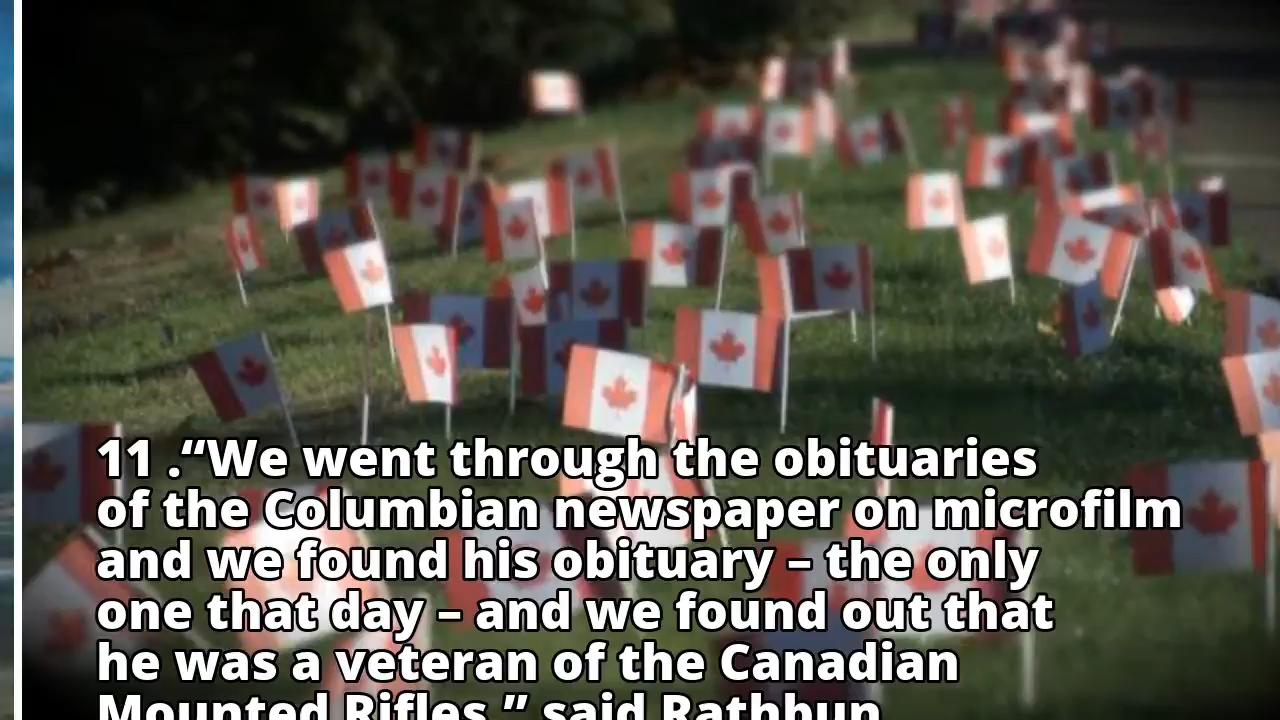 11 .“We went through the obituaries
of the Columbian newspaper on microfilm
and we found his obituary – the only
one that day – and we found out that
he was a veteran of the Canadian
Mounted Rifles,” said Rathbun